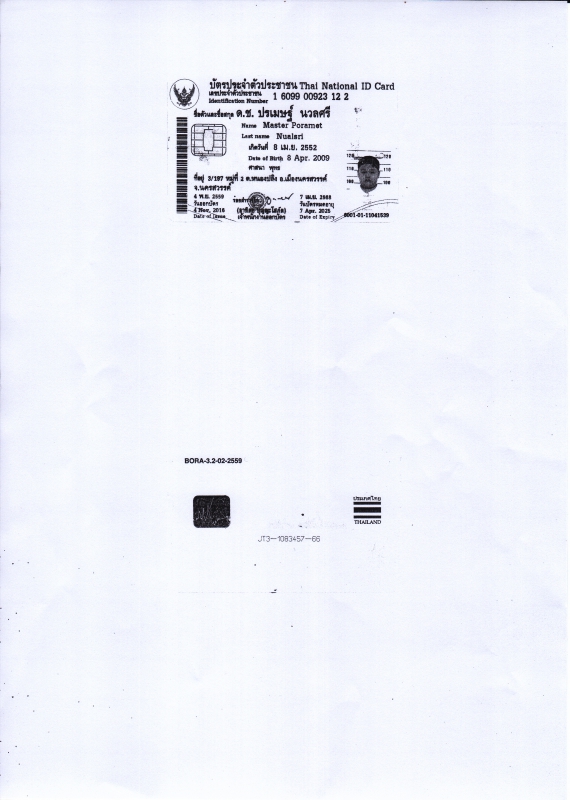 บัตรประจำตัวประชาชน Thai National ID Card
เลขประจำตัวประชาชน
Identification Number
1 6099 00923 12 2
ชื่อตัวและชื่อสกุล ด.ช. ปรเมษฐ์ นวลศรี
Name Master Poramet
Last name Nualsri
เกิดวันที่ 8 เม.ย. 2552
Date of Birth 8 Apr. 2009
ศาสนา พุทธ
ที่อยู่ 3/197 หมู่ที่ 2 ต.หนองปลิง อ.เมืองนครสวรรค์
จ.นครสวรรค์
4 พ.ย. 2559
วันออกบัตร
4 Nov. 2016
Date of Issue
เจ้าพนักงานออกบัตร
7 เม.ย. 2568
วันบัตรหมดอายุ
7 Apr. 2025
Date of Expiry
120 120
110 110
100 100
6001-01-11041529
BORA-3.2-02-2559
ประเทศไทย
THAILAND
JT3-1083457-66